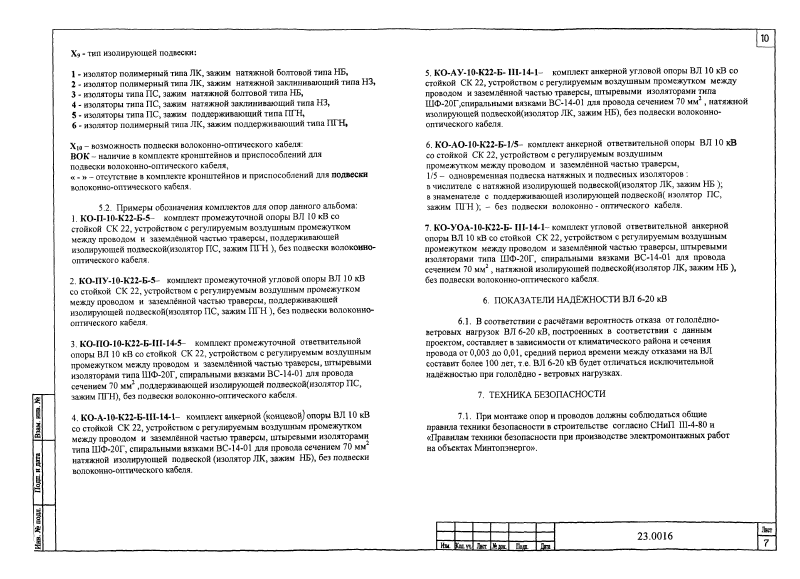 10
X₉ - тип изолирующей подвески:
1 - изолятор полимерный типа ЛК, зажим натяжной болтовой типа НБ,
2 - изолятор полимерный типа ЛК, зажим натяжной заклинивающий типа НЗ,
3 - изоляторы типа ПС, зажим натяжной болтовой типа НБ,
4 - изоляторы типа ПС, зажим натяжной заклинивающий типа НЗ,
5 - изоляторы типа ПС, зажим поддерживающий типа ПГН,
6 - изолятор полимерный типа ЛК, зажим поддерживающий типа ПГН,
X₁₀ – возможность подвески волоконно-оптического кабеля:
ВОК – наличие в комплекте кронштейнов и приспособлений для
подвески волоконно-оптического кабеля,
« - » – отсутствие в комплекте кронштейнов и приспособлений для подвески
волоконно-оптического кабеля.
5.2. Примеры обозначения комплектов для опор данного альбома:
1. КО-П-10-К22-Б-5– комплект промежуточной опоры ВЛ 10 кВ со
стойкой СК 22, устройством с регулируемым воздушным промежутком
между проводом и заземлённой частью траверсы, поддерживающей
изолирующей подвеской(изолятор ПС, зажим ПГН ), без подвески волоконно-
оптического кабеля.
2. КО-ПУ-10-К22-Б-5– комплект промежуточной угловой опоры ВЛ 10 кВ
со стойкой СК 22, устройством с регулируемым воздушным промежутком
между проводом и заземлённой частью траверсы, поддерживающей
изолирующей подвеской(изолятор ПС, зажим ПГН ), без подвески волоконно-
оптического кабеля.
3. КО-ПО-10-К22-Б-III-14-5– комплект промежуточной ответвительной
опоры ВЛ 10 кВ со стойкой СК 22, устройством с регулируемым воздушным
промежутком между проводом и заземлённой частью траверсы, штыревыми
изоляторами типа ШФ-20Г, спиральными вязками ВС-14-01 для провода
сечением 70 мм² ,поддерживающей изолирующей подвеской(изолятор ПС,
зажим ПГН), без подвески волоконно-оптического кабеля.
4. КО-А-10-К22-Б-III-14-1– комплект анкерной (концевой) опоры ВЛ 10 кВ
со стойкой СК 22, устройством с регулируемым воздушным промежутком
между проводом и заземлённой частью траверсы, штыревыми изоляторами
типа ШФ-20Г, спиральными вязками ВС-14-01 для провода сечением 70 мм²
натяжной изолирующей подвеской (изолятор ЛК, зажим НБ), без подвески
волоконно-оптического кабеля.
5. КО-АУ-10-К22-Б- III-14-1– комплект анкерной угловой опоры ВЛ 10 кВ со
стойкой СК 22, устройством с регулируемым воздушным промежутком между
проводом и заземлённой частью траверсы, штыревыми изоляторами типа
ШФ-20Г,спиральными вязками ВС-14-01 для провода сечением 70 мм² , натяжной
изолирующей подвеской(изолятор ЛК, зажим НБ), без подвески волоконно-
оптического кабеля.
6. КО-АО-10-К22-Б-1/5– комплект анкерной ответвительной опоры ВЛ 10 кВ
со стойкой СК 22, устройством с регулируемым воздушным
промежутком между проводом и заземлённой частью траверсы,
1/5 – одновременная подвеска натяжных и подвесных изоляторов :
в числителе с натяжной изолирующей подвеской(изолятор ЛК, зажим НБ );
в знаменателе с поддерживающей изолирующей подвеской( изолятор ПС,
зажим ПГН ); – без подвески волоконно - оптического кабеля.
7. КО-УОА-10-К22-Б- III-14-1– комплект угловой ответвительной анкерной
опоры ВЛ 10 кВ со стойкой СК 22, устройством с регулируемым воздушным
промежутком между проводом и заземлённой частью траверсы, штыревыми
изоляторами типа ШФ-20Г, спиральными вязками ВС-14-01 для провода
сечением 70 мм² , натяжной изолирующей подвеской(изолятор ЛК, зажим НБ ),
без подвески волоконно-оптического кабеля.
6. ПОКАЗАТЕЛИ НАДЁЖНОСТИ ВЛ 6-20 кВ
6.1. В соответствии с расчётами вероятность отказа от гололёдно-
ветровых нагрузок ВЛ 6-20 кВ, построенных в соответствии с данным
проектом, составляет в зависимости от климатического района и сечения
провода от 0,003 до 0,01, средний период времени между отказами на ВЛ
составит более 100 лет, т.е. ВЛ 6-20 кВ будет отличаться исключительной
надёжностью при гололёдно - ветровых нагрузках.
7. ТЕХНИКА БЕЗОПАСНОСТИ
7.1. При монтаже опор и проводов должны соблюдаться общие
правила техники безопасности в строительстве согласно СНиП III-4-80 и
«Правилам техники безопасности при производстве электромонтажных работ
на объектах Минтопэнерго».
Взам. инв. №
Подп. и дата
Инв. № подл.
Изм. Кол. уч. Лист № док. Подп. Дата
23.0016
Лист
7